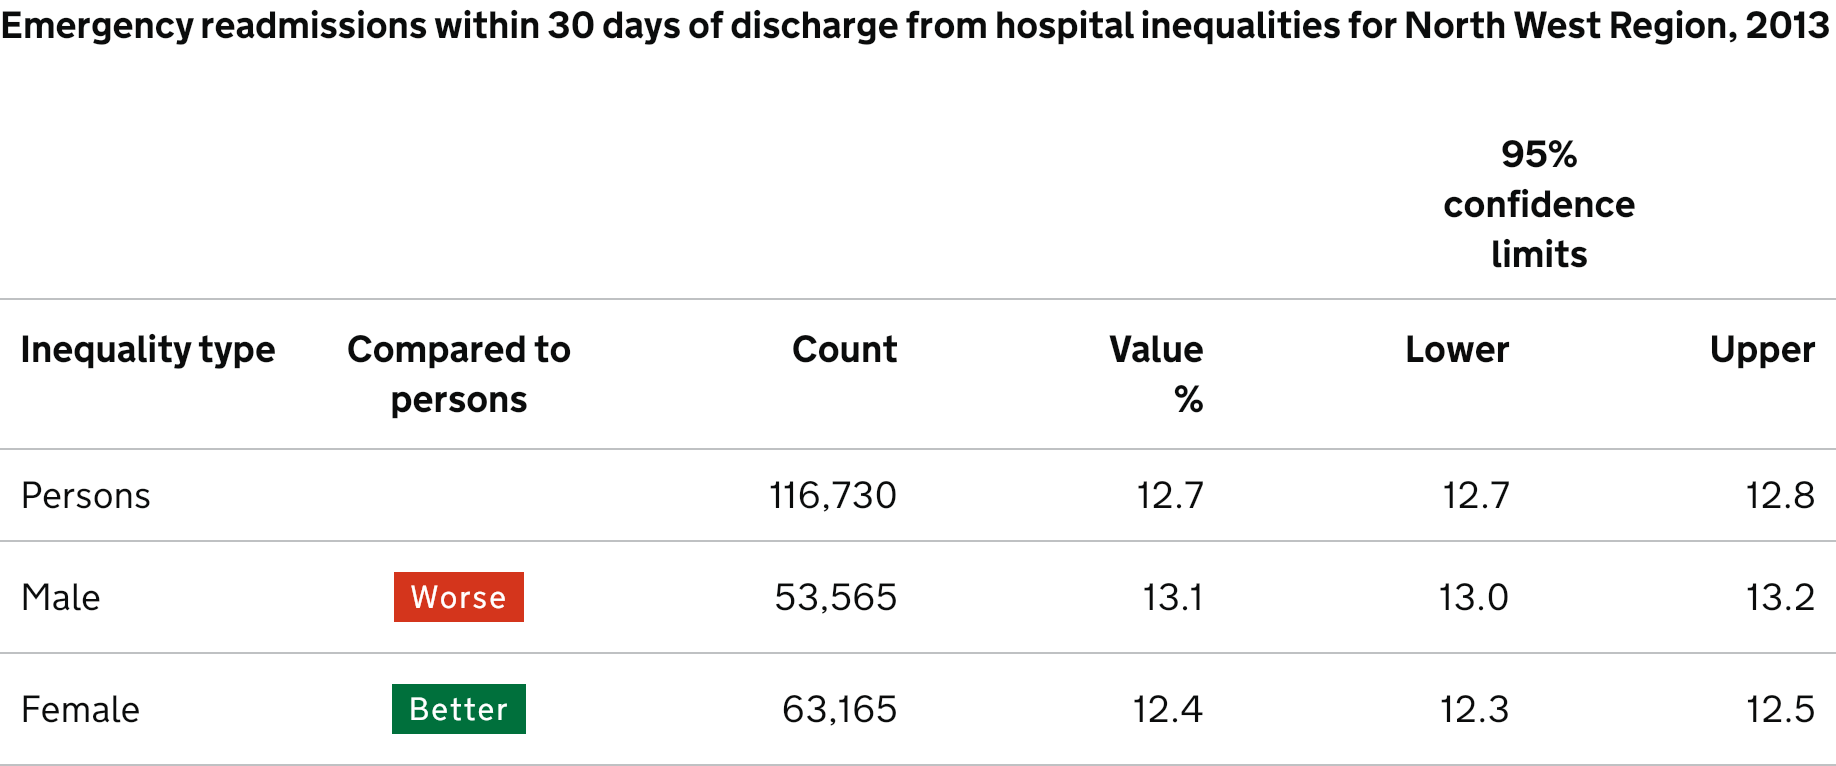 Emergency readmissions within 30 days of discharge from hospital inequalities for North West Region, 2013
95%
confidence
limits
Inequality type Compared to persons Count Value % Lower Upper
Persons 116,730 12.7 12.7 12.8
Male Worse 53,565 13.1 13.0 13.2
Female Better 63,165 12.4 12.3 12.5